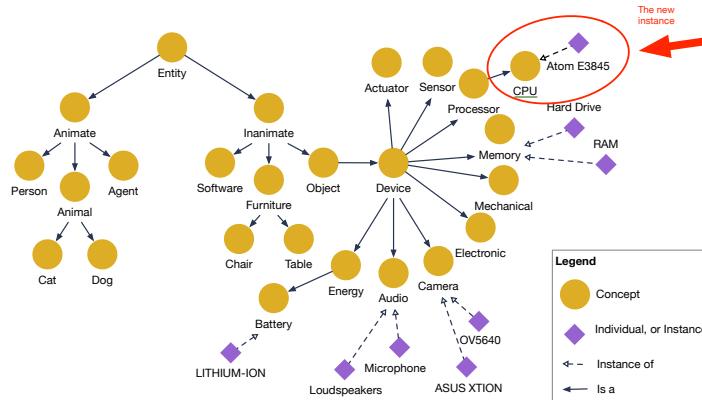 The new
instance
Entity
Actuator
Sensor
Processor
CPU
Atom E3845
Hard Drive
RAM
Animate
Inanimate
Memory
Person
Animal
Agent
Software
Furniture
Object
Device
Mechanical
Cat
Dog
Chair
Table
Electronic
Energy
Audio
Camera
Battery
OV5640
LITHIUM-ION
Loudspeakers
Microphone
ASUS XTION
Legend
Concept
Individual, or Instance
Instance of
Is a